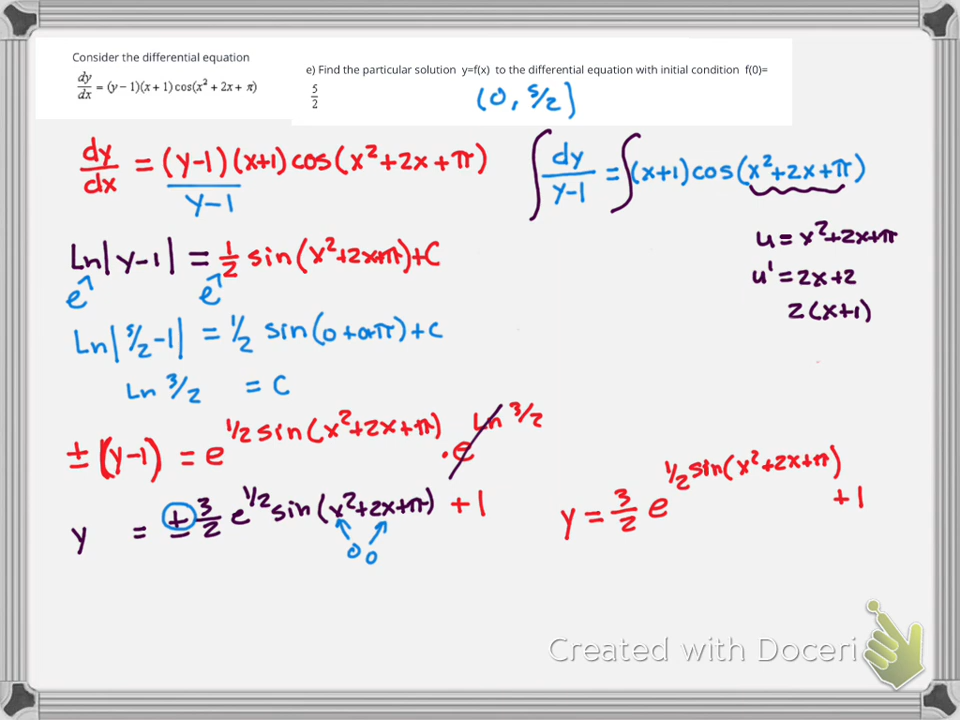 Consider the differential equation
dy/dx = (y − 1)(x + 1) cos(x² + 2x + π)
e) Find the particular solution y=f(x) to the differential equation with initial condition f(0)=
5/2
(0, 5/2]
dy/dx = (y-1)(x+1)cos(x²+2x+π)
y-1
∫ dy/y-1 = ∫(x+1)cos(x²+2x+π)
u = x²+2x+π
u' = 2x+2
2(x+1)
Ln|y-1| = 1/2 sin(x²+2x+π)+C
e↗ e↗
Ln|5/2-1| = 1/2 sin(0+0+π)+C
Ln 3/2 = C
±(y-1) = e^1/2 sin(x²+2x+π) · e^Ln 3/2
y = ± 3/2 e^1/2 sin(x²+2x+π) +1
0 0
y = 3/2 e^1/2 sin(x²+2x+π) +1
Created with Doceri